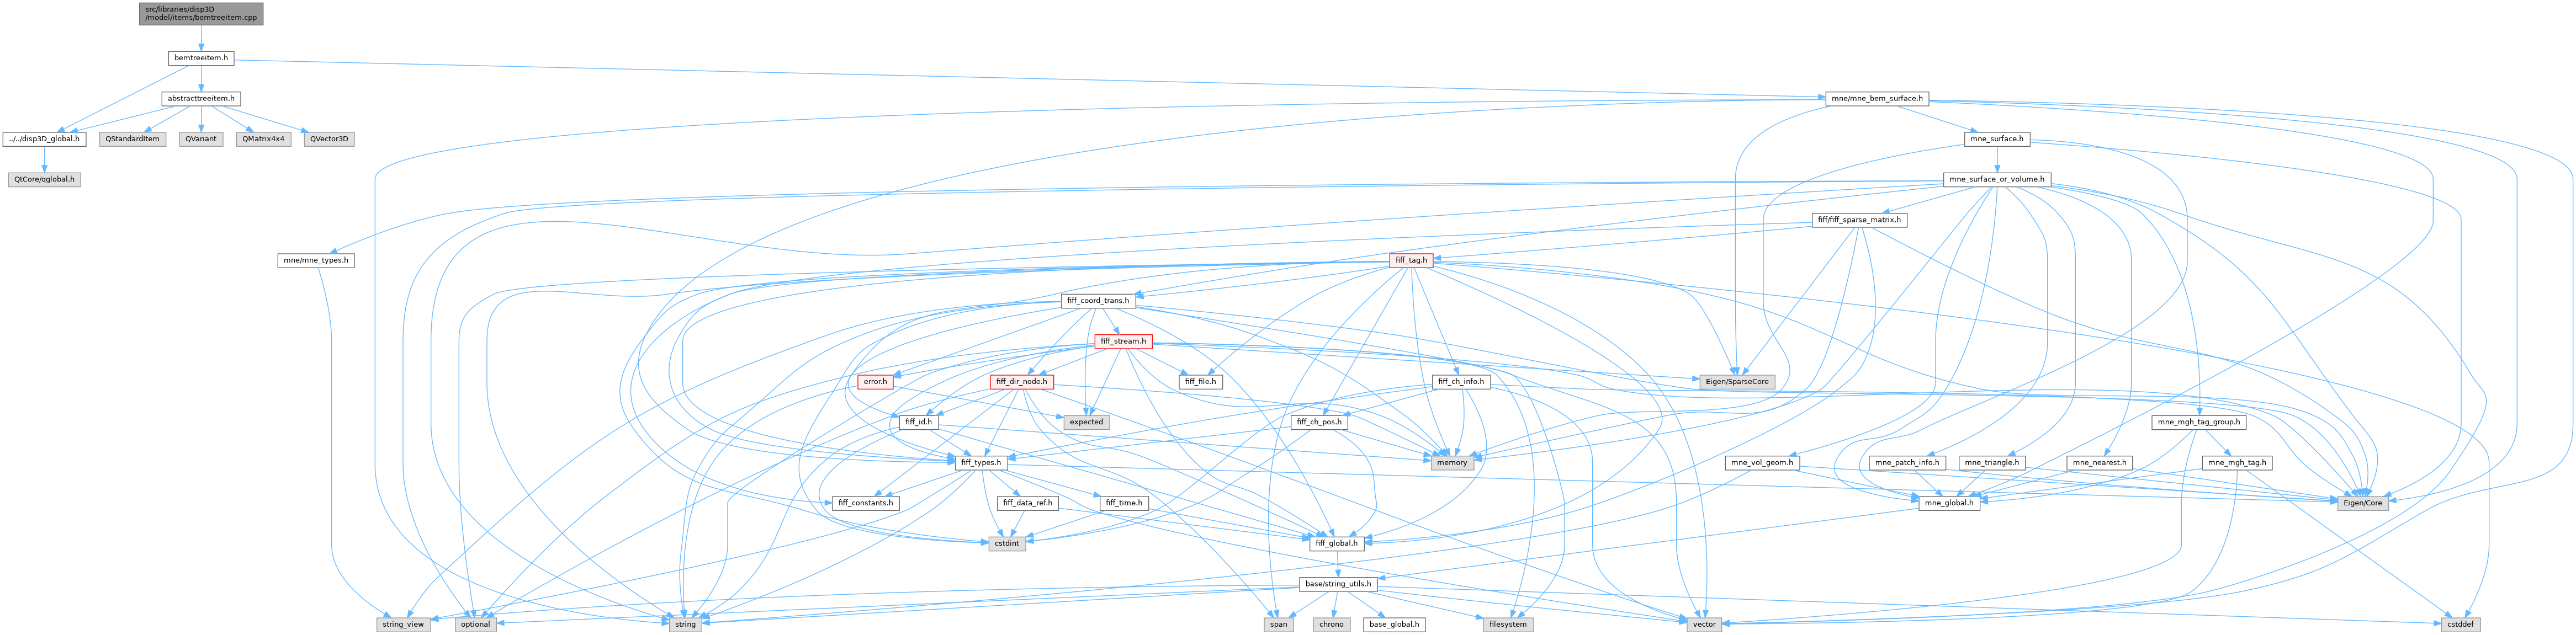 src/libraries/disp3D
/model/items/bemtreeitem.cpp
bemtreeitem.h
abstracttreeitem.h
mne/mne_bem_surface.h
../../disp3D_global.h
QStandardItem
QVariant
QMatrix4x4
QVector3D
mne_surface.h
QtCore/qglobal.h
mne_surface_or_volume.h
fiff/fiff_sparse_matrix.h
mne/mne_types.h
fiff_tag.h
fiff_coord_trans.h
fiff_stream.h
error.h
fiff_dir_node.h
fiff_file.h
fiff_ch_info.h
Eigen/SparseCore
fiff_id.h
expected
fiff_ch_pos.h
mne_mgh_tag_group.h
fiff_types.h
memory
mne_vol_geom.h
mne_patch_info.h
mne_triangle.h
mne_nearest.h
mne_mgh_tag.h
fiff_constants.h
fiff_data_ref.h
fiff_time.h
mne_global.h
Eigen/Core
cstdint
fiff_global.h
base/string_utils.h
string_view
optional
string
span
chrono
base_global.h
filesystem
vector
cstddef